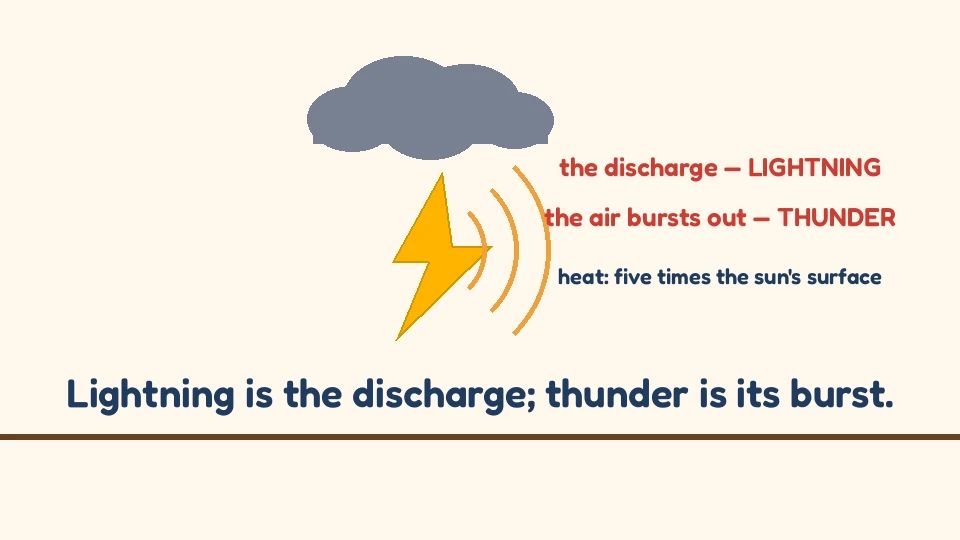 the discharge — LIGHTNING
the air bursts out — THUNDER
heat: five times the sun's surface
Lightning is the discharge; thunder is its burst.